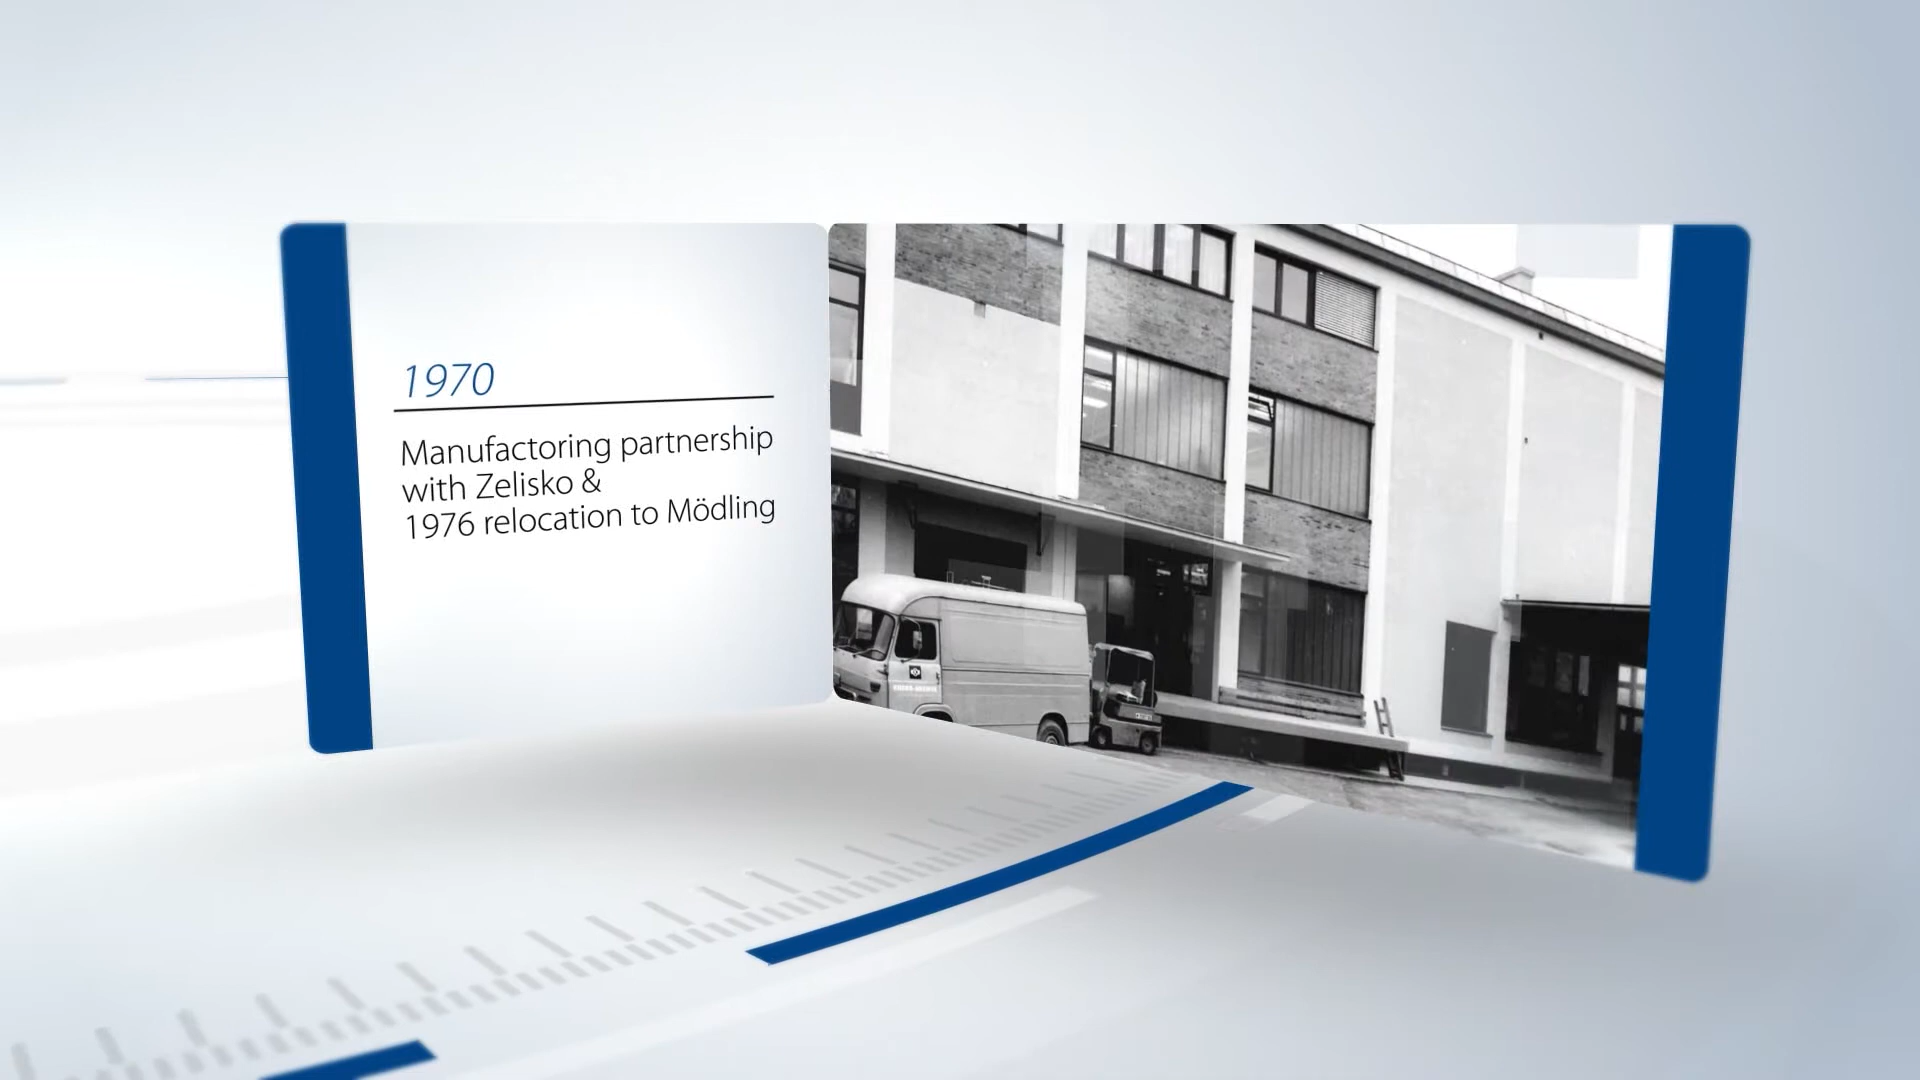 1970
Manufactoring partnership
with Zelisko &
1976 relocation to Mödling